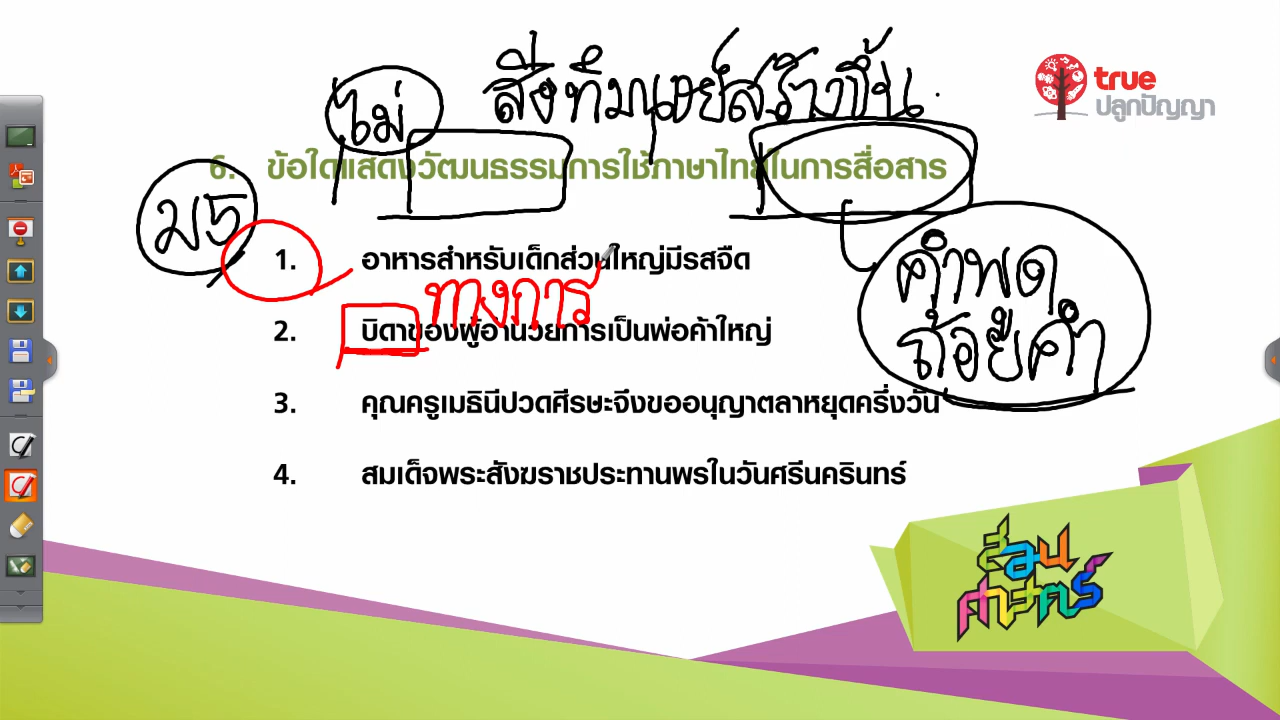 สิ่งที่มนุษย์สร้างขึ้น
ไม่
true
ปลูกปัญญา
6. ข้อใดแสดงวัฒนธรรมการใช้ภาษาไทยในการสื่อสาร
ม5
1. อาหารสำหรับเด็กส่วนใหญ่มีรสจืด
ทางการ
คำพูด
ถ้อยคำ
2. บิดาของผู้อำนวยการเป็นพ่อค้าใหญ่
3. คุณครูเมธินีปวดศีรษะจึงขออนุญาตลาหยุดครึ่งวัน
4. สมเด็จพระสังฆราชประทานพรในวันศรีนครินทร์
สอน
ศาสตร์